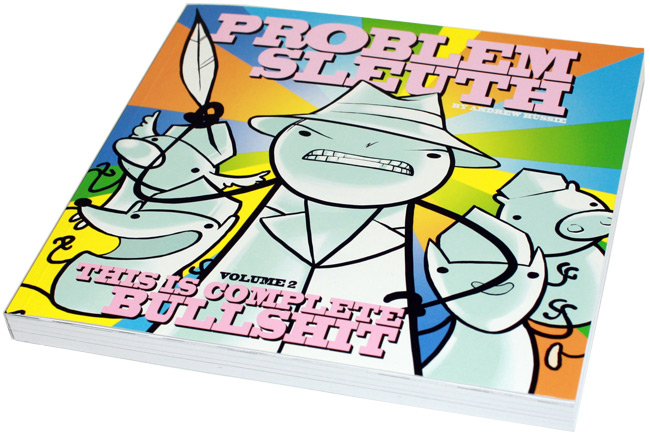 PROBLEM
SLEUTH
BY ANDREW HUSSIE
VOLUME 2
THIS IS COMPLETE
BULLSHIT